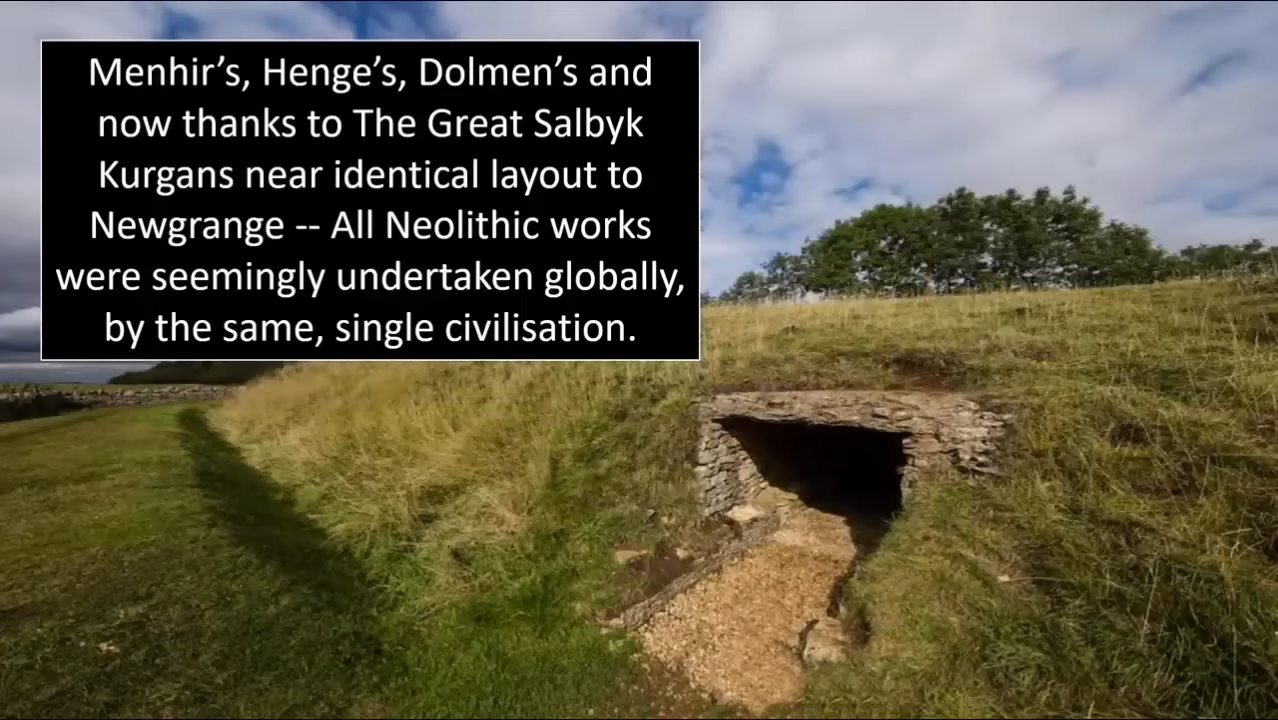 Menhir’s, Henge’s, Dolmen’s and
now thanks to The Great Salbyk
Kurgans near identical layout to
Newgrange -- All Neolithic works
were seemingly undertaken globally,
by the same, single civilisation.